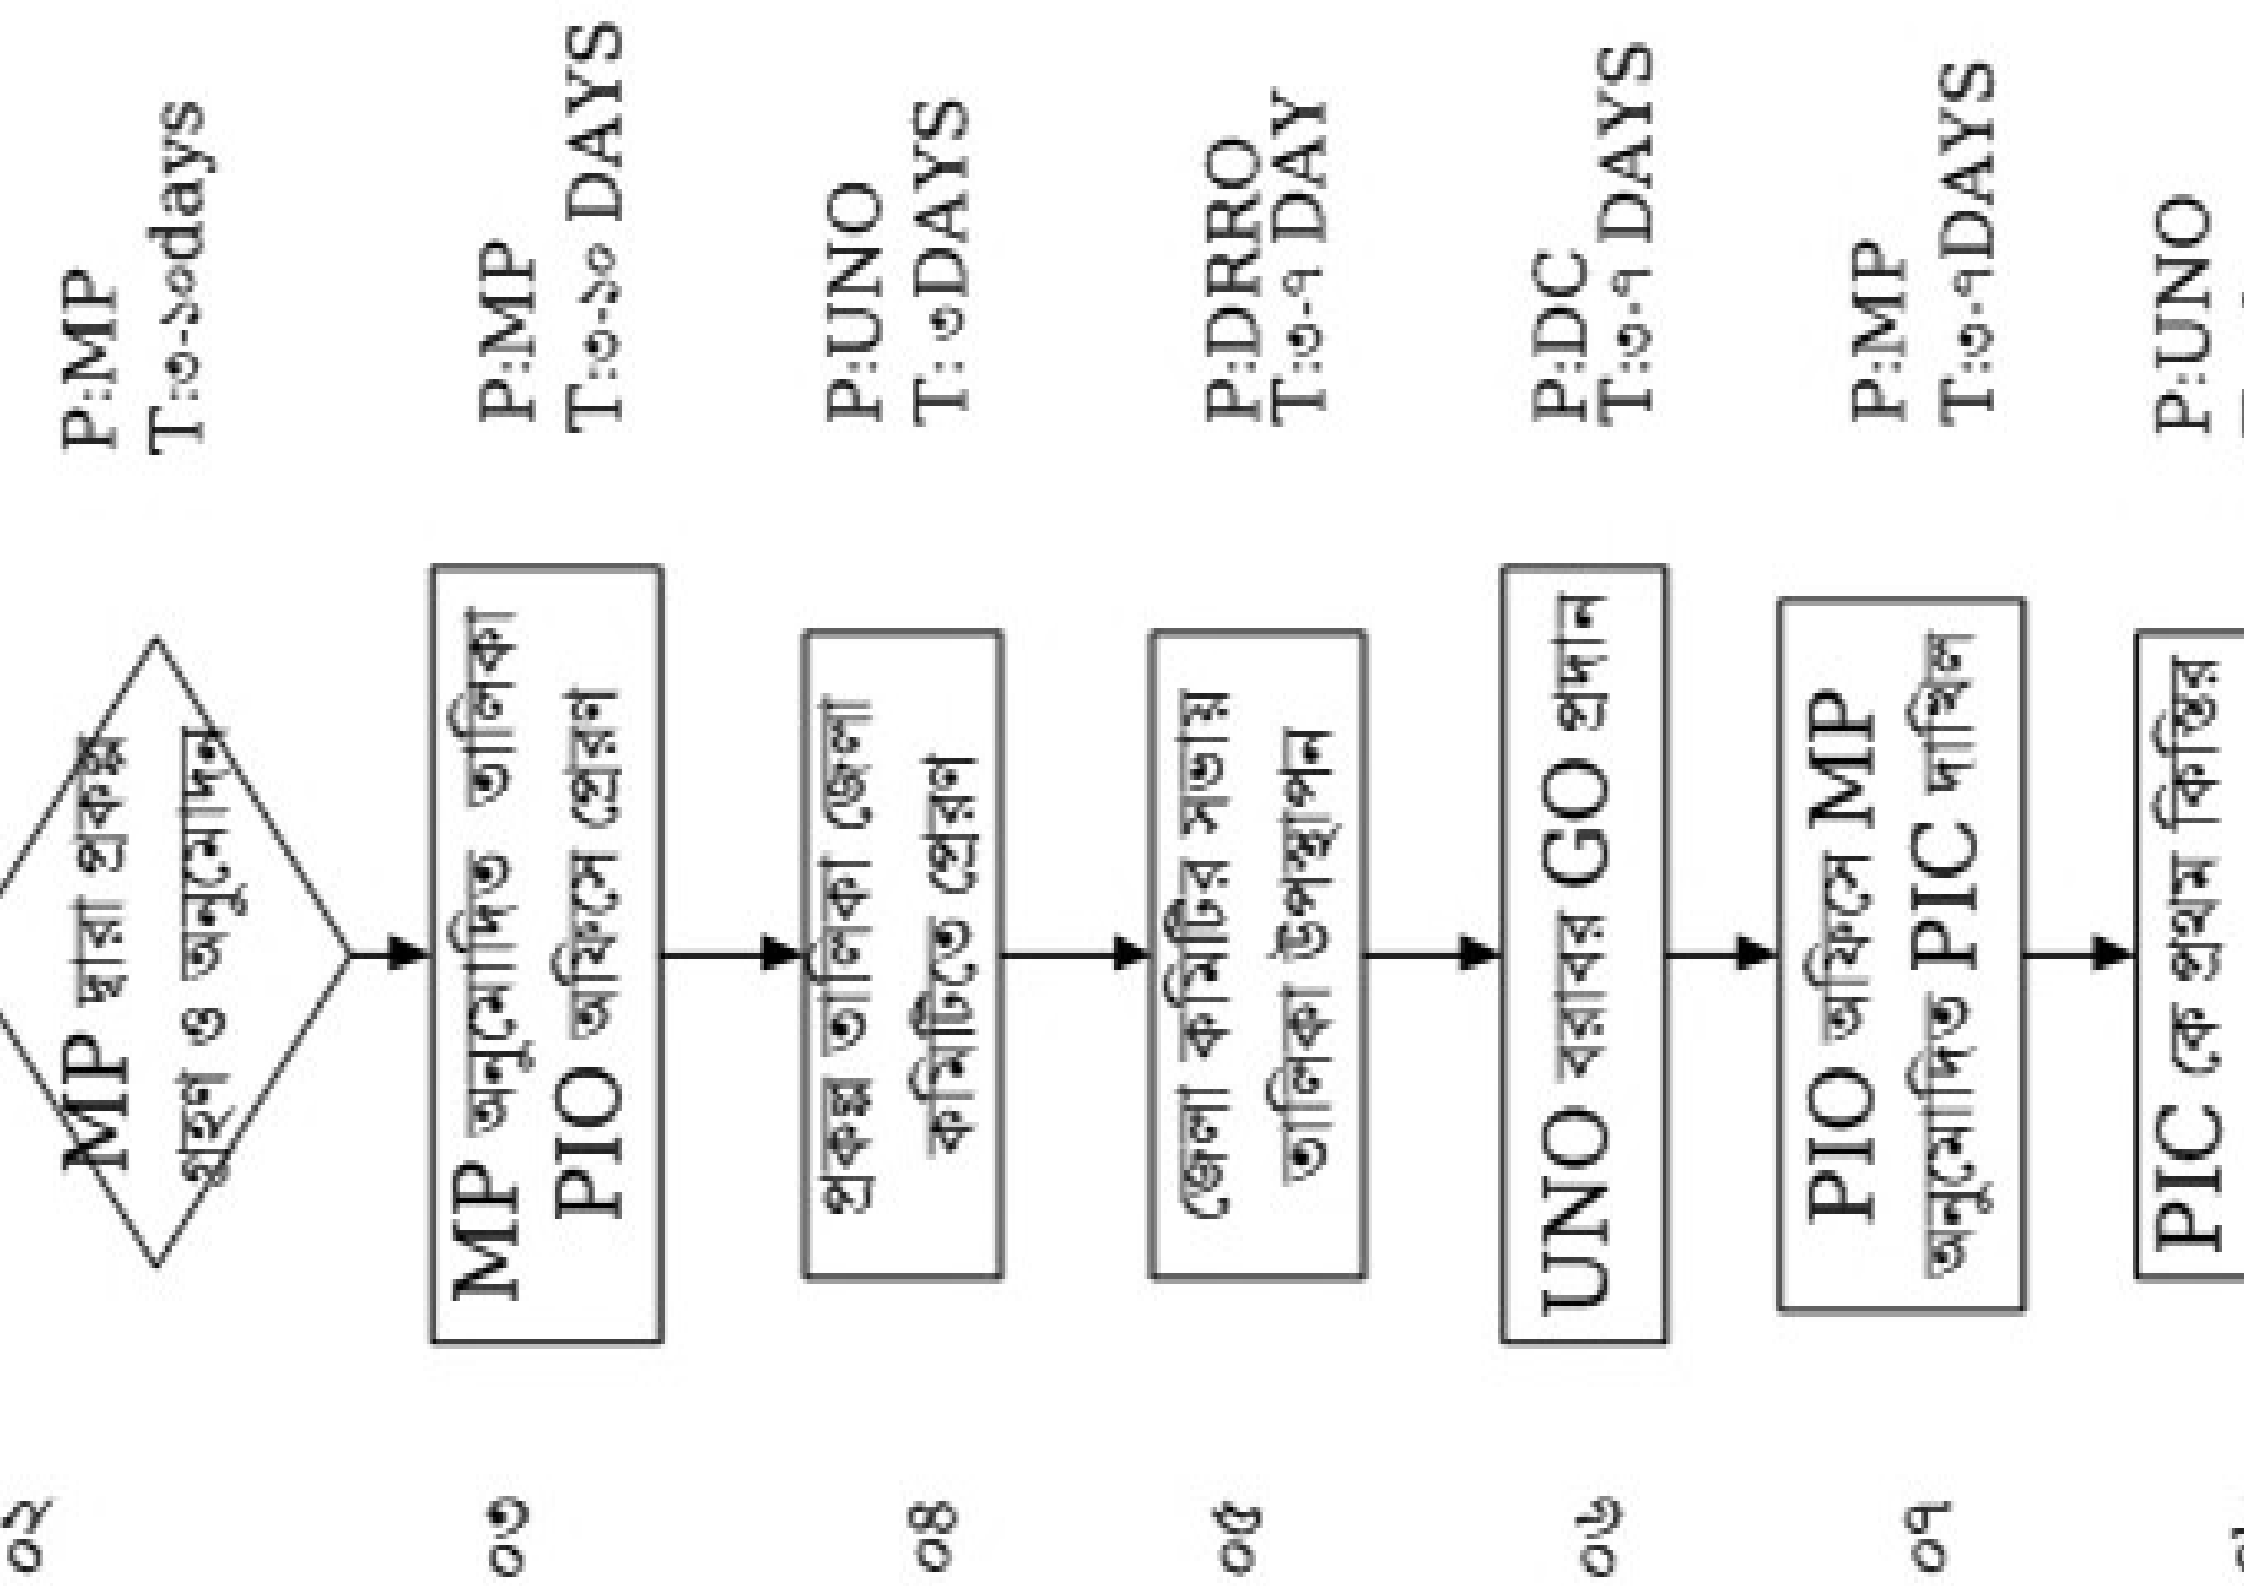 ০২
MP দ্বারা প্রকল্প
গ্রহণ ও অনুমোদন
P:MP
T:৩-১০days
০৩
MP অনুমোদিত তালিকা
PIO অফিসে প্রেরণ
P:MP
T:৩-১০ DAYS
০৪
প্রকল্প তালিকা জেলা
কমিটিতে প্রেরণ
P:UNO
T: ৩DAYS
০৫
জেলা কমিটির সভায়
তালিকা উপস্থাপন
P:DRRO
T:৩-৭ DAY
০৬
UNO বরাবর GO প্রদান
P:DC
T:৩-৭ DAYS
০৭
PIO অফিসে MP
অনুমোদিত PIC দাখিল
P:MP
T:৩-৭DAYS
PIC কে প্রথম কিস্তির
P:UNO